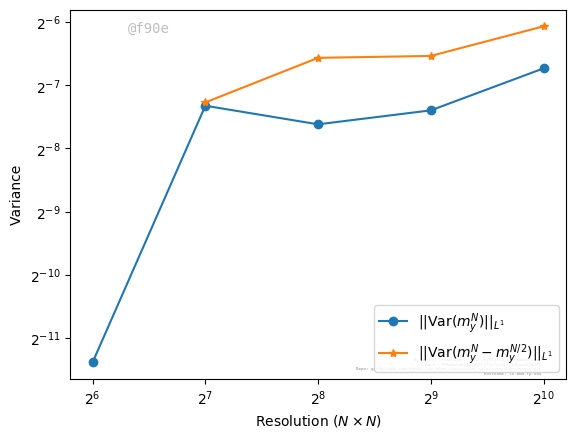 @f90e
2^{-6}
2^{-7}
2^{-8}
2^{-9}
2^{-10}
2^{-11}
Variance
||Var(m_y^N)||_{L^1}
||Var(m_y^N − m_y^{N/2})||_{L^1}
2^6
2^7
2^8
2^9
2^{10}
Resolution (N × N)